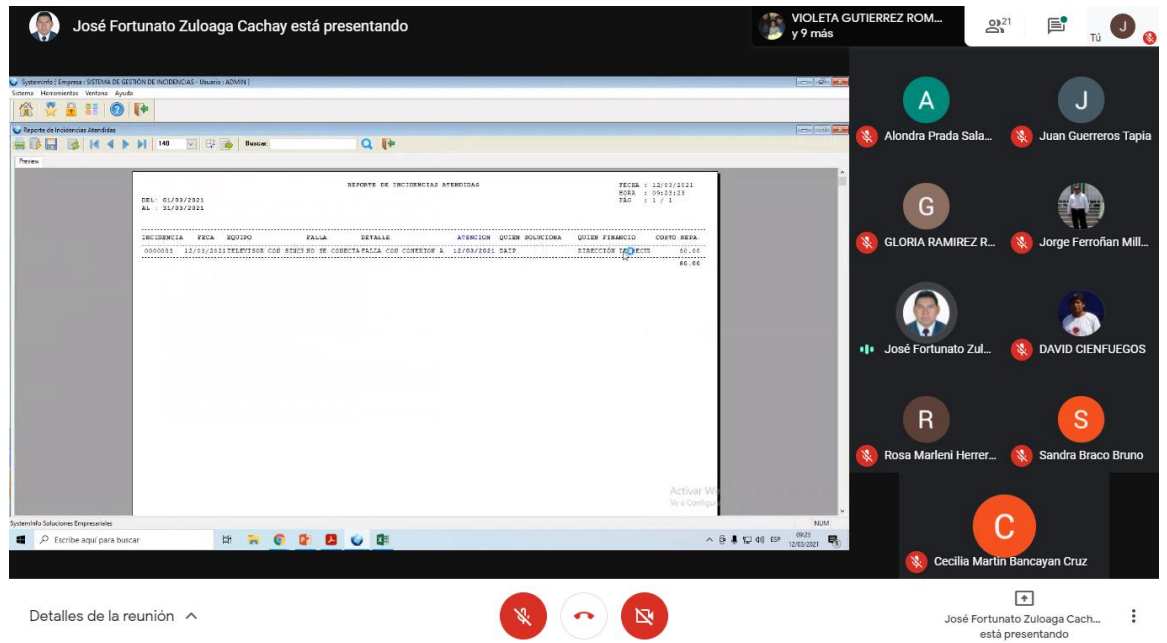 José Fortunato Zuloaga Cachay está presentando
VIOLETA GUTIERREZ ROM...
y 9 más
21
Tú
J
SystemInfo [ Empresa : SISTEMA DE GESTIÓN DE INCIDENCIAS - Usuario : ADMIN ]
Sistema Herramientas Ventana Ayuda
Reporte de Incidencias Atendidas
140 Buscar:
Preview
REPORTE DE INCIDENCIAS ATENDIDAS
FECHA : 12/03/2021
HORA : 09:23:23
PAG : 1 / 1
DEL: 01/03/2021
AL : 31/03/2021
INCIDENCIA FECA EQUIPO FALLA DETALLE ATENCION QUIEN SOLUCIONA QUIEN FINANCIO COSTO REPA.
0000003 12/03/2021 TELEVISOR CON NO SE CONECTA FALLA CON CONEXION A 12/03/2021 DAIP DIRECCIÓN
Activar W
Ve a Configu
SystemInfo Soluciones Empresariales
NUM
Escribe aquí para buscar
ESP
09:23
12/03/2021
A
Alondra Prada Sala...
J
Juan Guerreros Tapia
G
GLORIA RAMIREZ R...
Jorge Ferroñan Mill...
José Fortunato Zul...
DAVID CIENFUEGOS
R
Rosa Marleni Herrer...
S
Sandra Braco Bruno
C
Cecilia Martin Bancayan Cruz
Detalles de la reunión
José Fortunato Zuloaga Cach...
está presentando